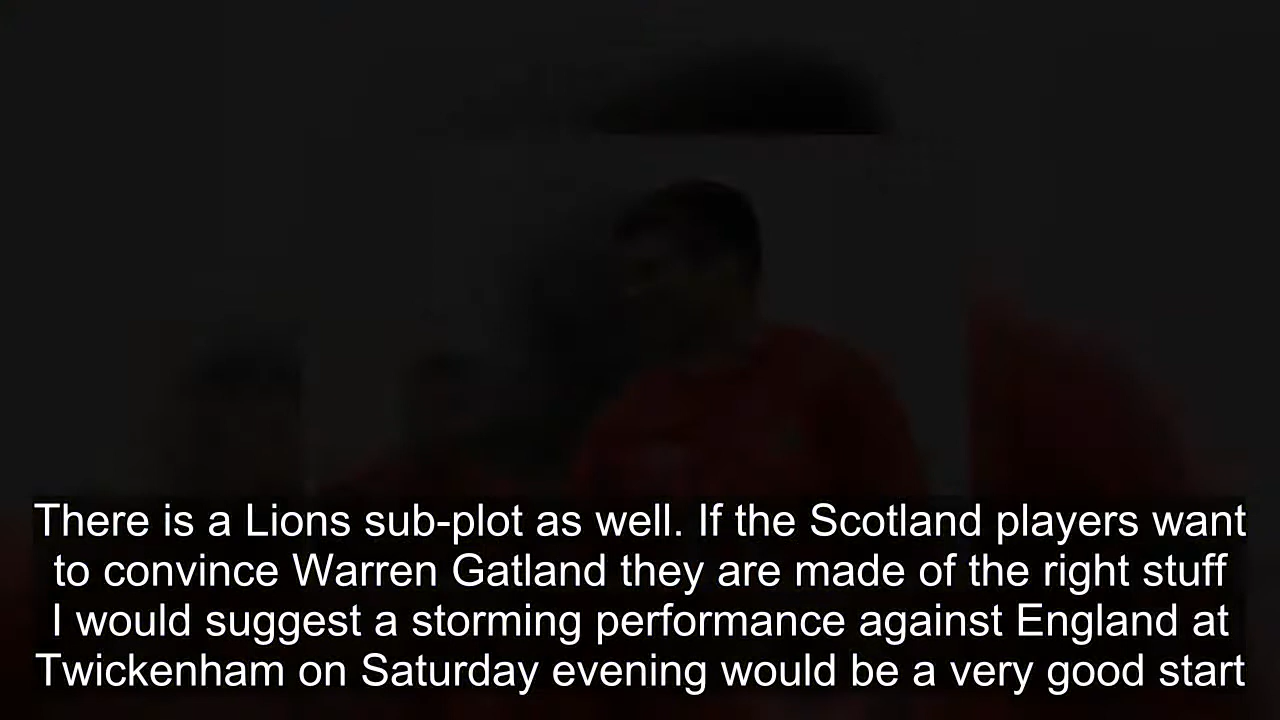 There is a Lions sub-plot as well. If the Scotland players want
to convince Warren Gatland they are made of the right stuff
I would suggest a storming performance against England at
Twickenham on Saturday evening would be a very good start